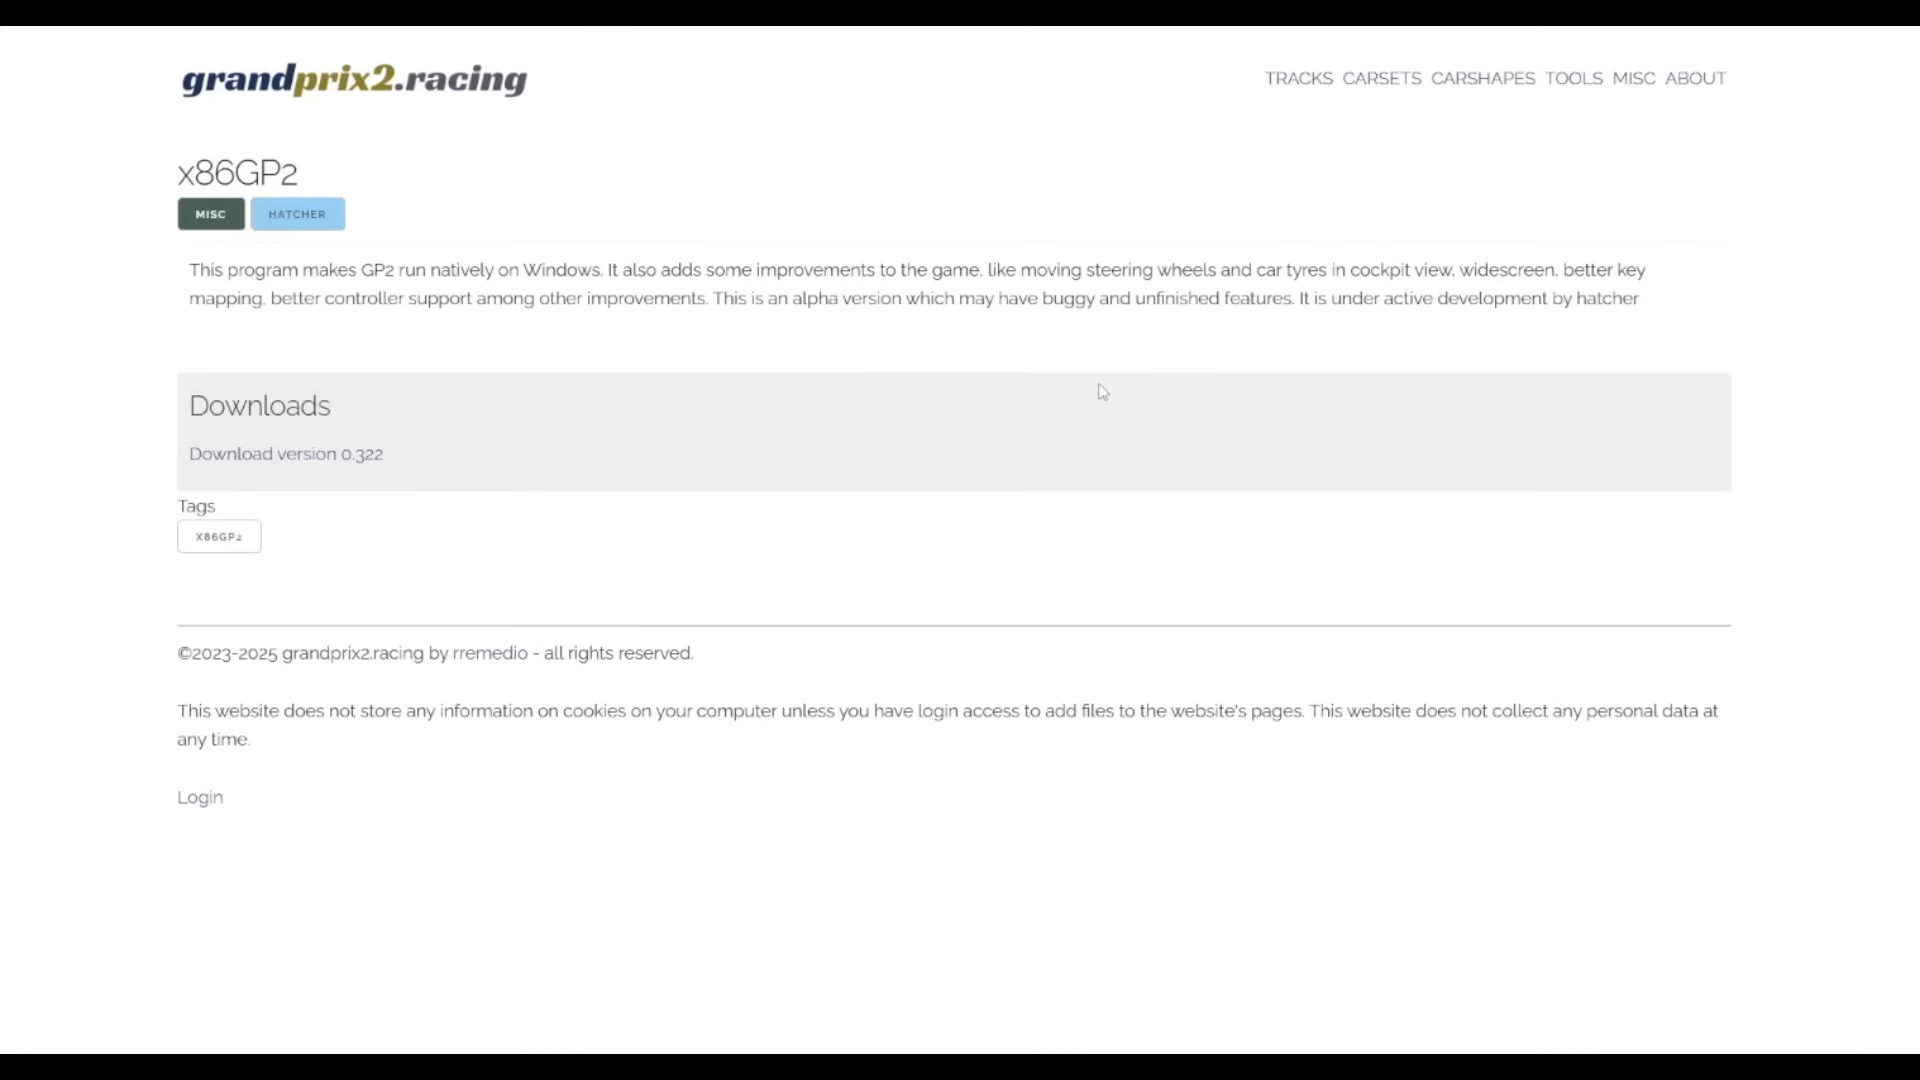 grandprix2.racing
TRACKS CARSETS CARSHAPES TOOLS MISC ABOUT
x86GP2
MISC HATCHER
This program makes GP2 run natively on Windows. It also adds some improvements to the game, like moving steering wheels and car tyres in cockpit view, widescreen, better key
mapping, better controller support among other improvements. This is an alpha version which may have buggy and unfinished features. It is under active development by hatcher
Downloads
Download version 0.322
Tags
X86GP2
©2023-2025 grandprix2.racing by rremedio - all rights reserved.
This website does not store any information on cookies on your computer unless you have login access to add files to the website's pages. This website does not collect any personal data at
any time.
Login